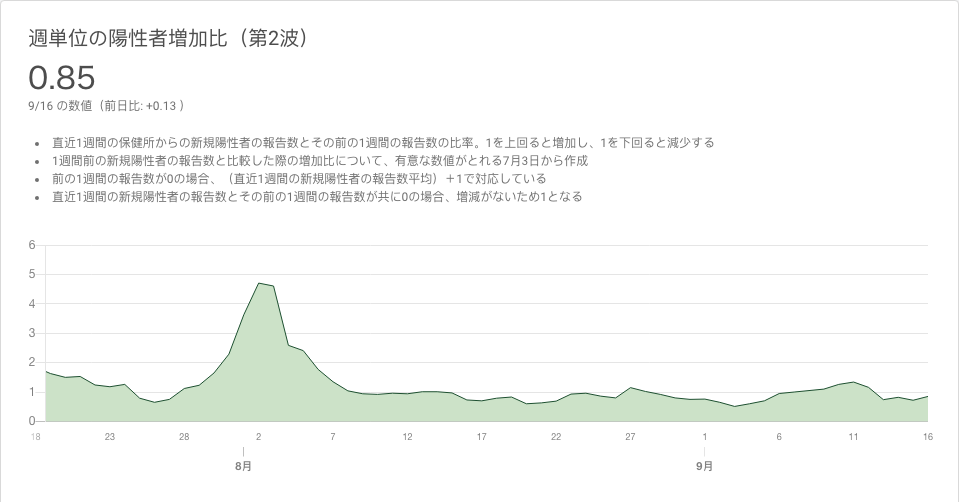 週単位の陽性者増加比（第2波）
0.85
9/16 の数値（前日比: +0.13 ）
• 直近1週間の保健所からの新規陽性者の報告数とその前の1週間の報告数の比率。1を上回ると増加し、1を下回ると減少する
• 1週間前の新規陽性者の報告数と比較した際の増加比について、有意な数値がとれる7月3日から作成
• 前の1週間の報告数が0の場合、（直近1週間の新規陽性者の報告数平均）＋1で対応している
• 直近1週間の新規陽性者の報告数とその前の1週間の報告数が共に0の場合、増減がないため1となる
6
5
4
3
2
1
0
18 23 28 2 7 12 17 22 27 1 6 11 16
8月 9月